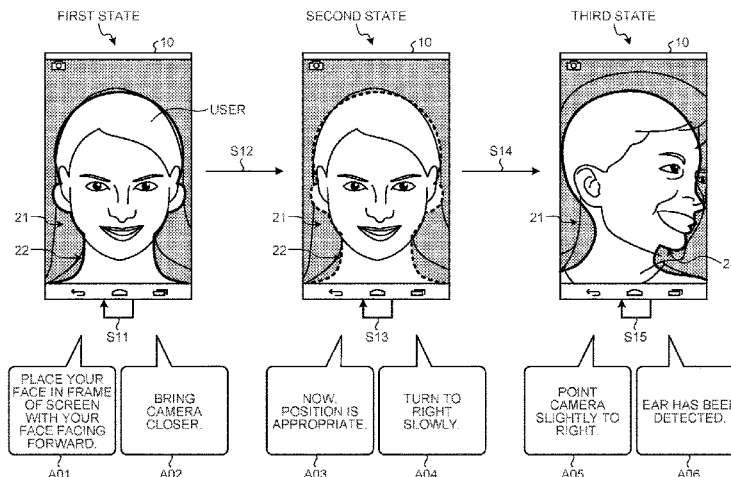 FIRST STATE
SECOND STATE
THIRD STATE
10
10
10
USER
S12
S14
21
21
21
22
22
S11
S13
S15
PLACE YOUR
FACE IN FRAME
OF SCREEN
WITH YOUR
FACE FACING
FORWARD.
BRING
CAMERA
CLOSER.
NOW,
POSITION IS
APPROPRIATE.
TURN TO
RIGHT
SLOWLY.
POINT
CAMERA
SLIGHTLY TO
RIGHT.
EAR HAS BEEN
DETECTED.
A01
A02
A03
A04
A05
A06